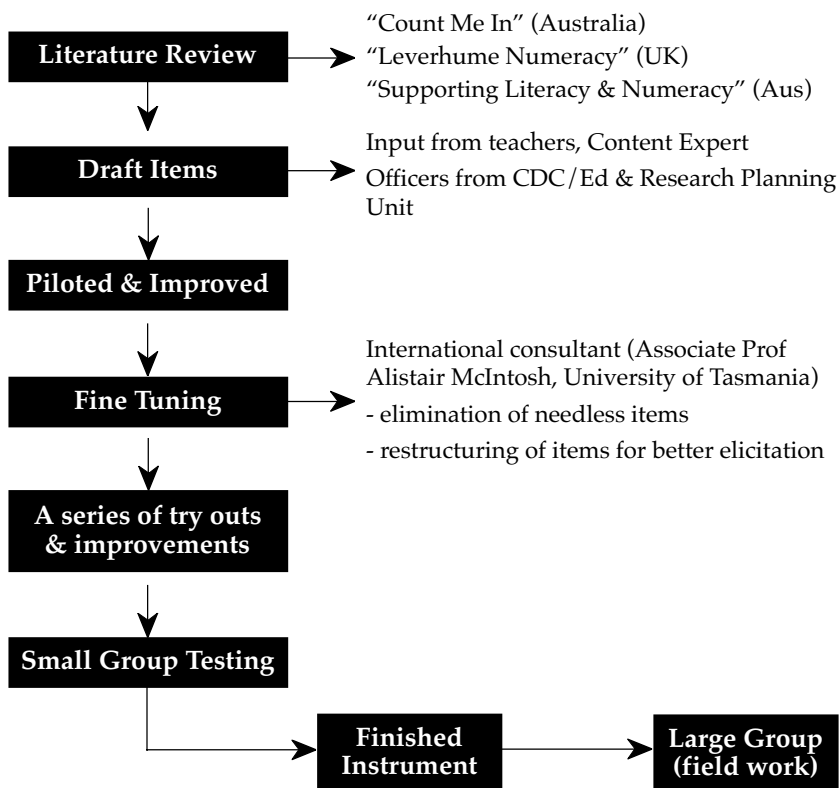 Literature Review
“Count Me In” (Australia)
“Leverhume Numeracy” (UK)
“Supporting Literacy & Numeracy” (Aus)
Draft Items
Input from teachers, Content Expert
Officers from CDC/Ed & Research Planning
Unit
Piloted & Improved
Fine Tuning
International consultant (Associate Prof
Alistair McIntosh, University of Tasmania)
- elimination of needless items
- restructuring of items for better elicitation
A series of try outs
& improvements
Small Group Testing
Finished
Instrument
Large Group
(field work)